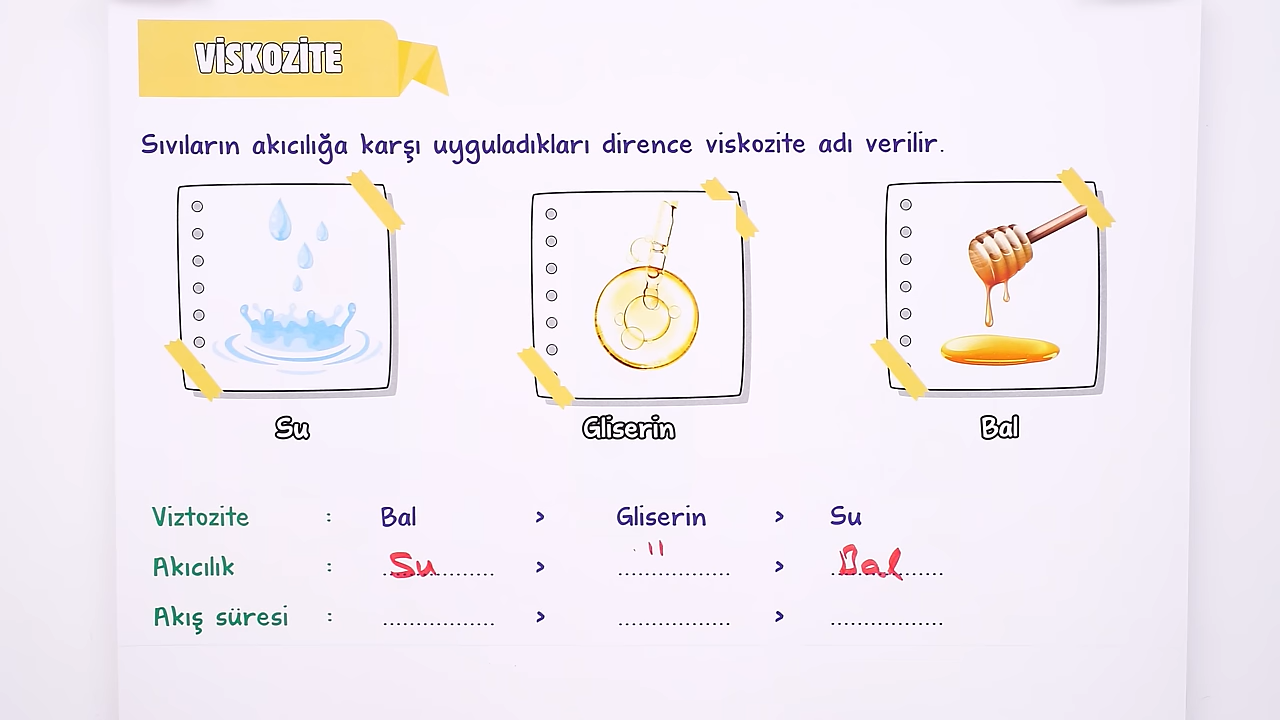 VİSKOZİTE
Sıvıların akıcılığa karşı uyguladıkları dirence viskozite adı verilir.
Su Gliserin Bal
Viztozite : Bal > Gliserin > Su
Akıcılık : Su > " > Bal
Akış süresi : .................... > .................... > ....................